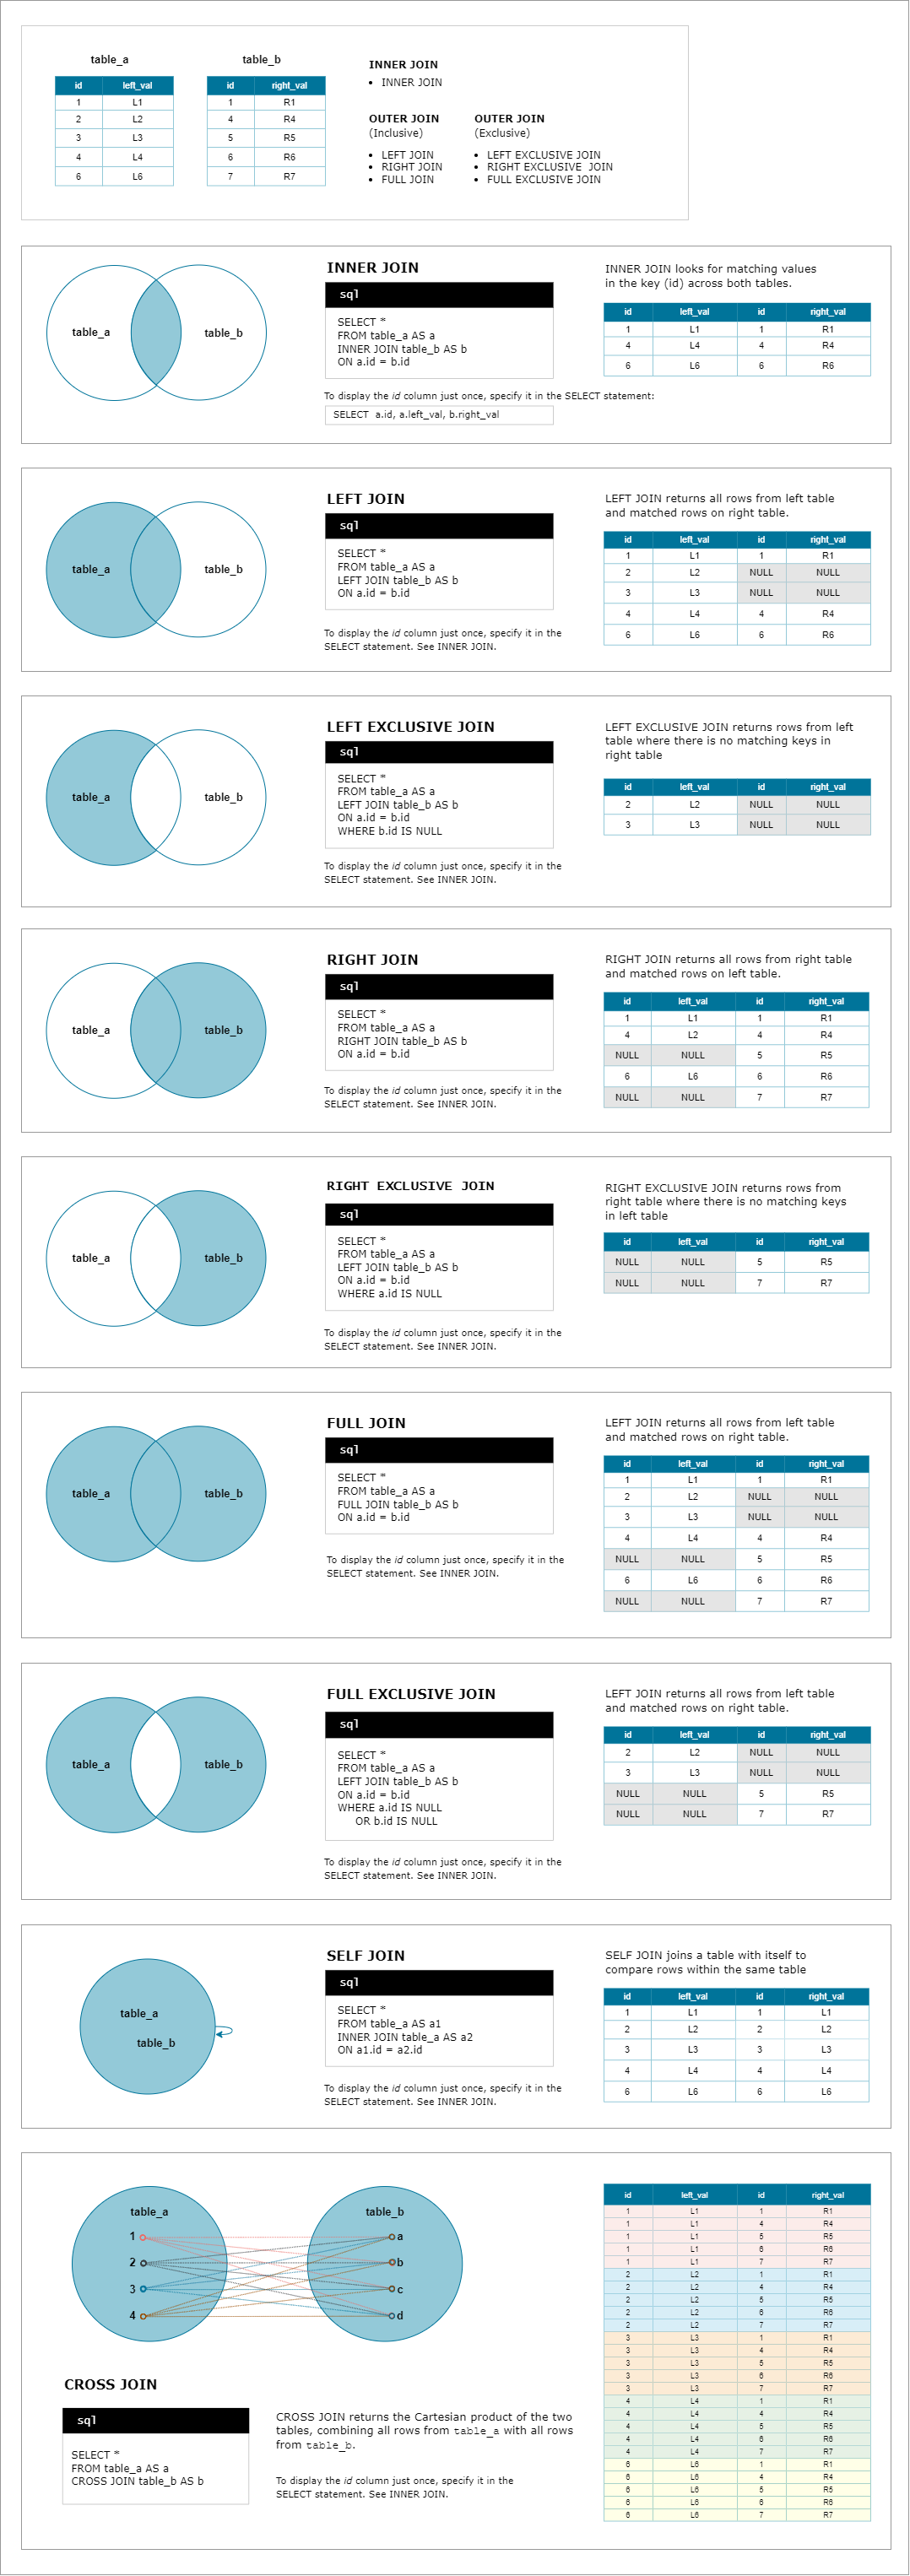 table_a
id left_val
1 L1
2 L2
3 L3
4 L4
6 L6
table_b
id right_val
1 R1
4 R4
5 R5
6 R6
7 R7
INNER JOIN
• INNER JOIN
OUTER JOIN
(Inclusive)
• LEFT JOIN
• RIGHT JOIN
• FULL JOIN
OUTER JOIN
(Exclusive)
• LEFT EXCLUSIVE JOIN
• RIGHT EXCLUSIVE JOIN
• FULL EXCLUSIVE JOIN
table_a
table_b
INNER JOIN
sql
SELECT *
FROM table_a AS a
INNER JOIN table_b AS b
ON a.id = b.id
To display the id column just once, specify it in the SELECT statement:
SELECT a.id, a.left_val, b.right_val
INNER JOIN looks for matching values
in the key (id) across both tables.
id left_val id right_val
1 L1 1 R1
4 L4 4 R4
6 L6 6 R6
table_a
table_b
LEFT JOIN
sql
SELECT *
FROM table_a AS a
LEFT JOIN table_b AS b
ON a.id = b.id
To display the id column just once, specify it in the
SELECT statement. See INNER JOIN.
LEFT JOIN returns all rows from left table
and matched rows on right table.
id left_val id right_val
1 L1 1 R1
2 L2 NULL NULL
3 L3 NULL NULL
4 L4 4 R4
6 L6 6 R6
table_a
table_b
LEFT EXCLUSIVE JOIN
sql
SELECT *
FROM table_a AS a
LEFT JOIN table_b AS b
ON a.id = b.id
WHERE b.id IS NULL
To display the id column just once, specify it in the
SELECT statement. See INNER JOIN.
LEFT EXCLUSIVE JOIN returns rows from left
table where there is no matching keys in
right table
id left_val id right_val
2 L2 NULL NULL
3 L3 NULL NULL
table_a
table_b
RIGHT JOIN
sql
SELECT *
FROM table_a AS a
RIGHT JOIN table_b AS b
ON a.id = b.id
To display the id column just once, specify it in the
SELECT statement. See INNER JOIN.
RIGHT JOIN returns all rows from right table
and matched rows on left table.
id left_val id right_val
1 L1 1 R1
4 L2 4 R4
NULL NULL 5 R5
6 L6 6 R6
NULL NULL 7 R7
table_a
table_b
RIGHT EXCLUSIVE JOIN
sql
SELECT *
FROM table_a AS a
LEFT JOIN table_b AS b
ON a.id = b.id
WHERE a.id IS NULL
To display the id column just once, specify it in the
SELECT statement. See INNER JOIN.
RIGHT EXCLUSIVE JOIN returns rows from
right table where there is no matching keys
in left table
id left_val id right_val
NULL NULL 5 R5
NULL NULL 7 R7
table_a
table_b
FULL JOIN
sql
SELECT *
FROM table_a AS a
FULL JOIN table_b AS b
ON a.id = b.id
To display the id column just once, specify it in the
SELECT statement. See INNER JOIN.
LEFT JOIN returns all rows from left table
and matched rows on right table.
id left_val id right_val
1 L1 1 R1
2 L2 NULL NULL
3 L3 NULL NULL
4 L4 4 R4
NULL NULL 5 R5
6 L6 6 R6
NULL NULL 7 R7
table_a
table_b
FULL EXCLUSIVE JOIN
sql
SELECT *
FROM table_a AS a
LEFT JOIN table_b AS b
ON a.id = b.id
WHERE a.id IS NULL
OR b.id IS NULL
To display the id column just once, specify it in the
SELECT statement. See INNER JOIN.
LEFT JOIN returns all rows from left table
and matched rows on right table.
id left_val id right_val
2 L2 NULL NULL
3 L3 NULL NULL
NULL NULL 5 R5
NULL NULL 7 R7
table_a
table_b
SELF JOIN
sql
SELECT *
FROM table_a AS a1
INNER JOIN table_a AS a2
ON a1.id = a2.id
To display the id column just once, specify it in the
SELECT statement. See INNER JOIN.
SELF JOIN joins a table with itself to
compare rows within the same table
id left_val id right_val
1 L1 1 L1
2 L2 2 L2
3 L3 3 L3
4 L4 4 L4
6 L6 6 L6
table_a
1
2
3
4
table_b
a
b
c
d
CROSS JOIN
sql
SELECT *
FROM table_a AS a
CROSS JOIN table_b AS b
CROSS JOIN returns the Cartesian product of the two
tables, combining all rows from table_a with all rows
from table_b.
To display the id column just once, specify it in the
SELECT statement. See INNER JOIN.
id left_val id right_val
1 L1 1 R1
1 L1 4 R4
1 L1 5 R5
1 L1 6 R6
1 L1 7 R7
2 L2 1 R1
2 L2 4 R4
2 L2 5 R5
2 L2 6 R6
2 L2 7 R7
3 L3 1 R1
3 L3 4 R4
3 L3 5 R5
3 L3 6 R6
3 L3 7 R7
4 L4 1 R1
4 L4 4 R4
4 L4 5 R5
4 L4 6 R6
4 L4 7 R7
6 L6 1 R1
6 L6 4 R4
6 L6 5 R5
6 L6 6 R6
6 L6 7 R7